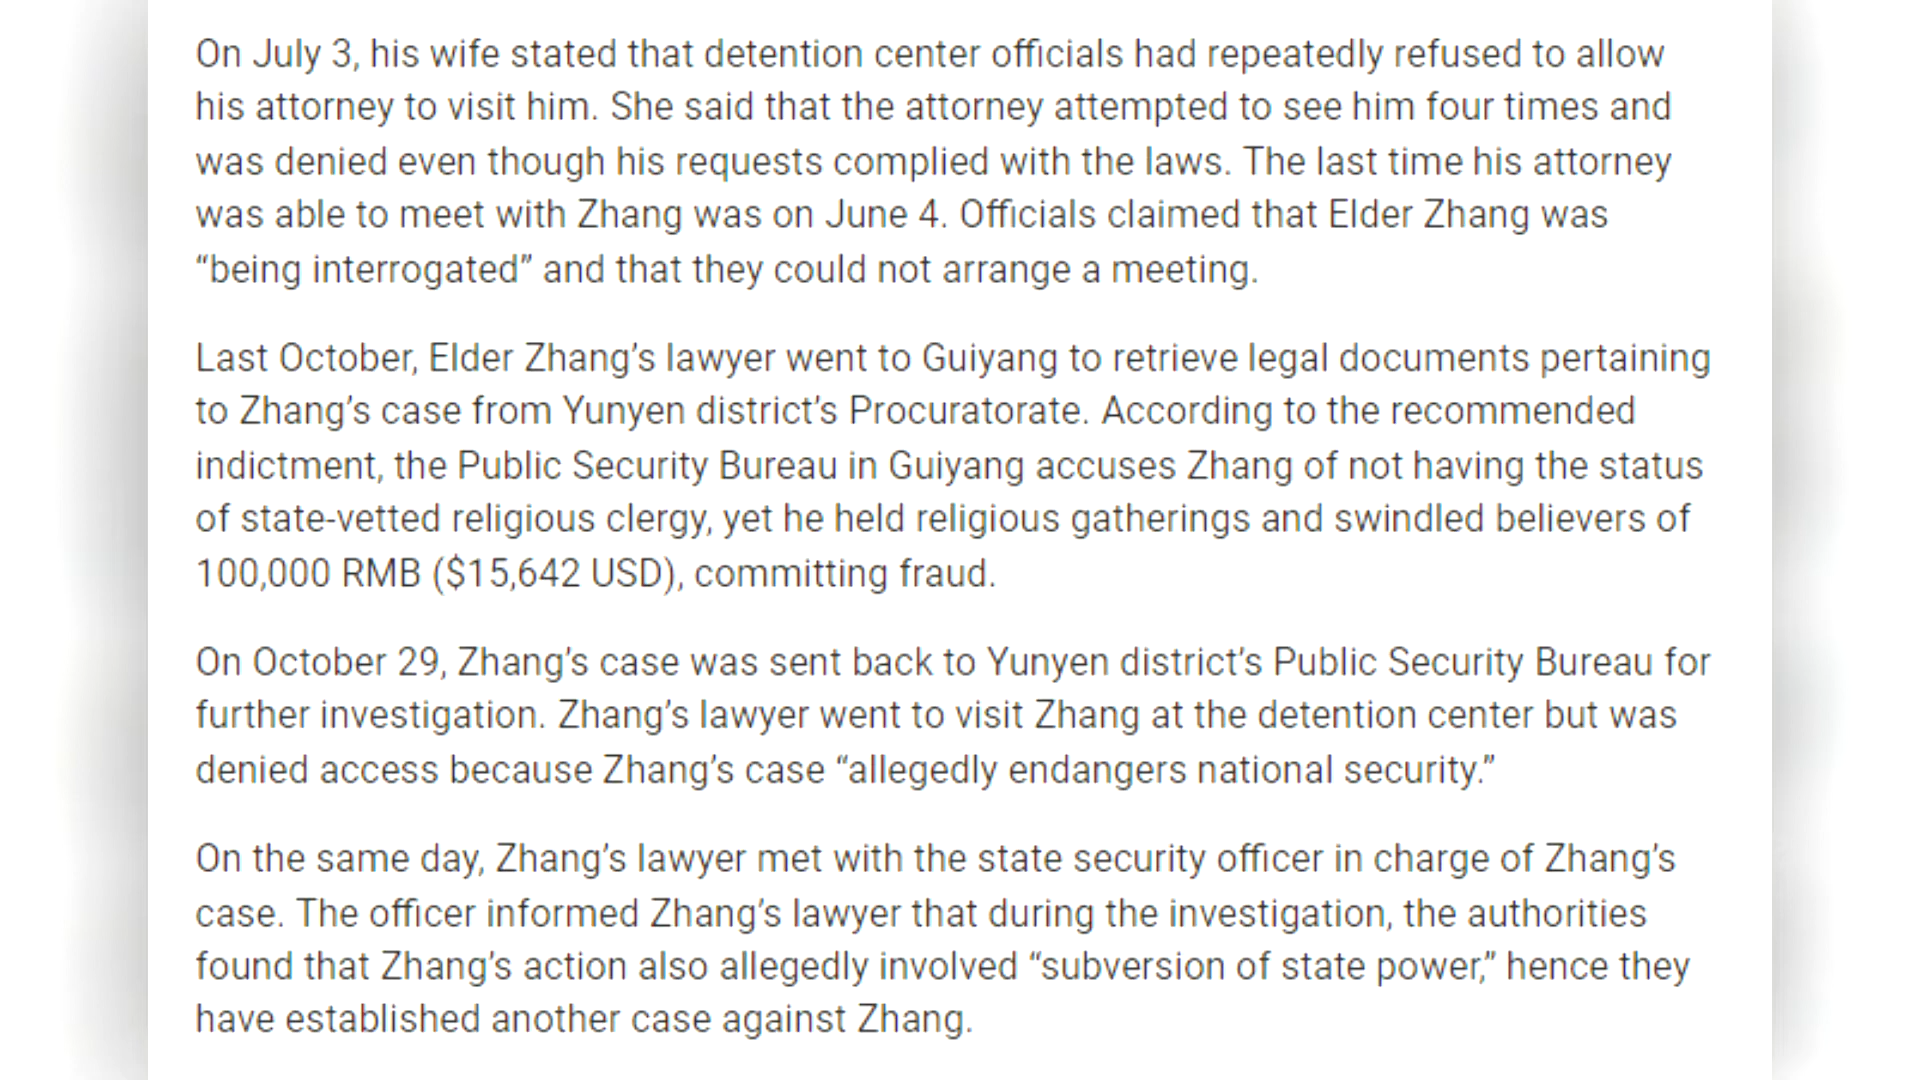 On July 3, his wife stated that detention center officials had repeatedly refused to allow
his attorney to visit him. She said that the attorney attempted to see him four times and
was denied even though his requests complied with the laws. The last time his attorney
was able to meet with Zhang was on June 4. Officials claimed that Elder Zhang was
“being interrogated” and that they could not arrange a meeting.
Last October, Elder Zhang’s lawyer went to Guiyang to retrieve legal documents pertaining
to Zhang’s case from Yunyen district’s Procuratorate. According to the recommended
indictment, the Public Security Bureau in Guiyang accuses Zhang of not having the status
of state-vetted religious clergy, yet he held religious gatherings and swindled believers of
100,000 RMB ($15,642 USD), committing fraud.
On October 29, Zhang’s case was sent back to Yunyen district’s Public Security Bureau for
further investigation. Zhang’s lawyer went to visit Zhang at the detention center but was
denied access because Zhang’s case “allegedly endangers national security.”
On the same day, Zhang’s lawyer met with the state security officer in charge of Zhang’s
case. The officer informed Zhang’s lawyer that during the investigation, the authorities
found that Zhang’s action also allegedly involved “subversion of state power,” hence they
have established another case against Zhang.